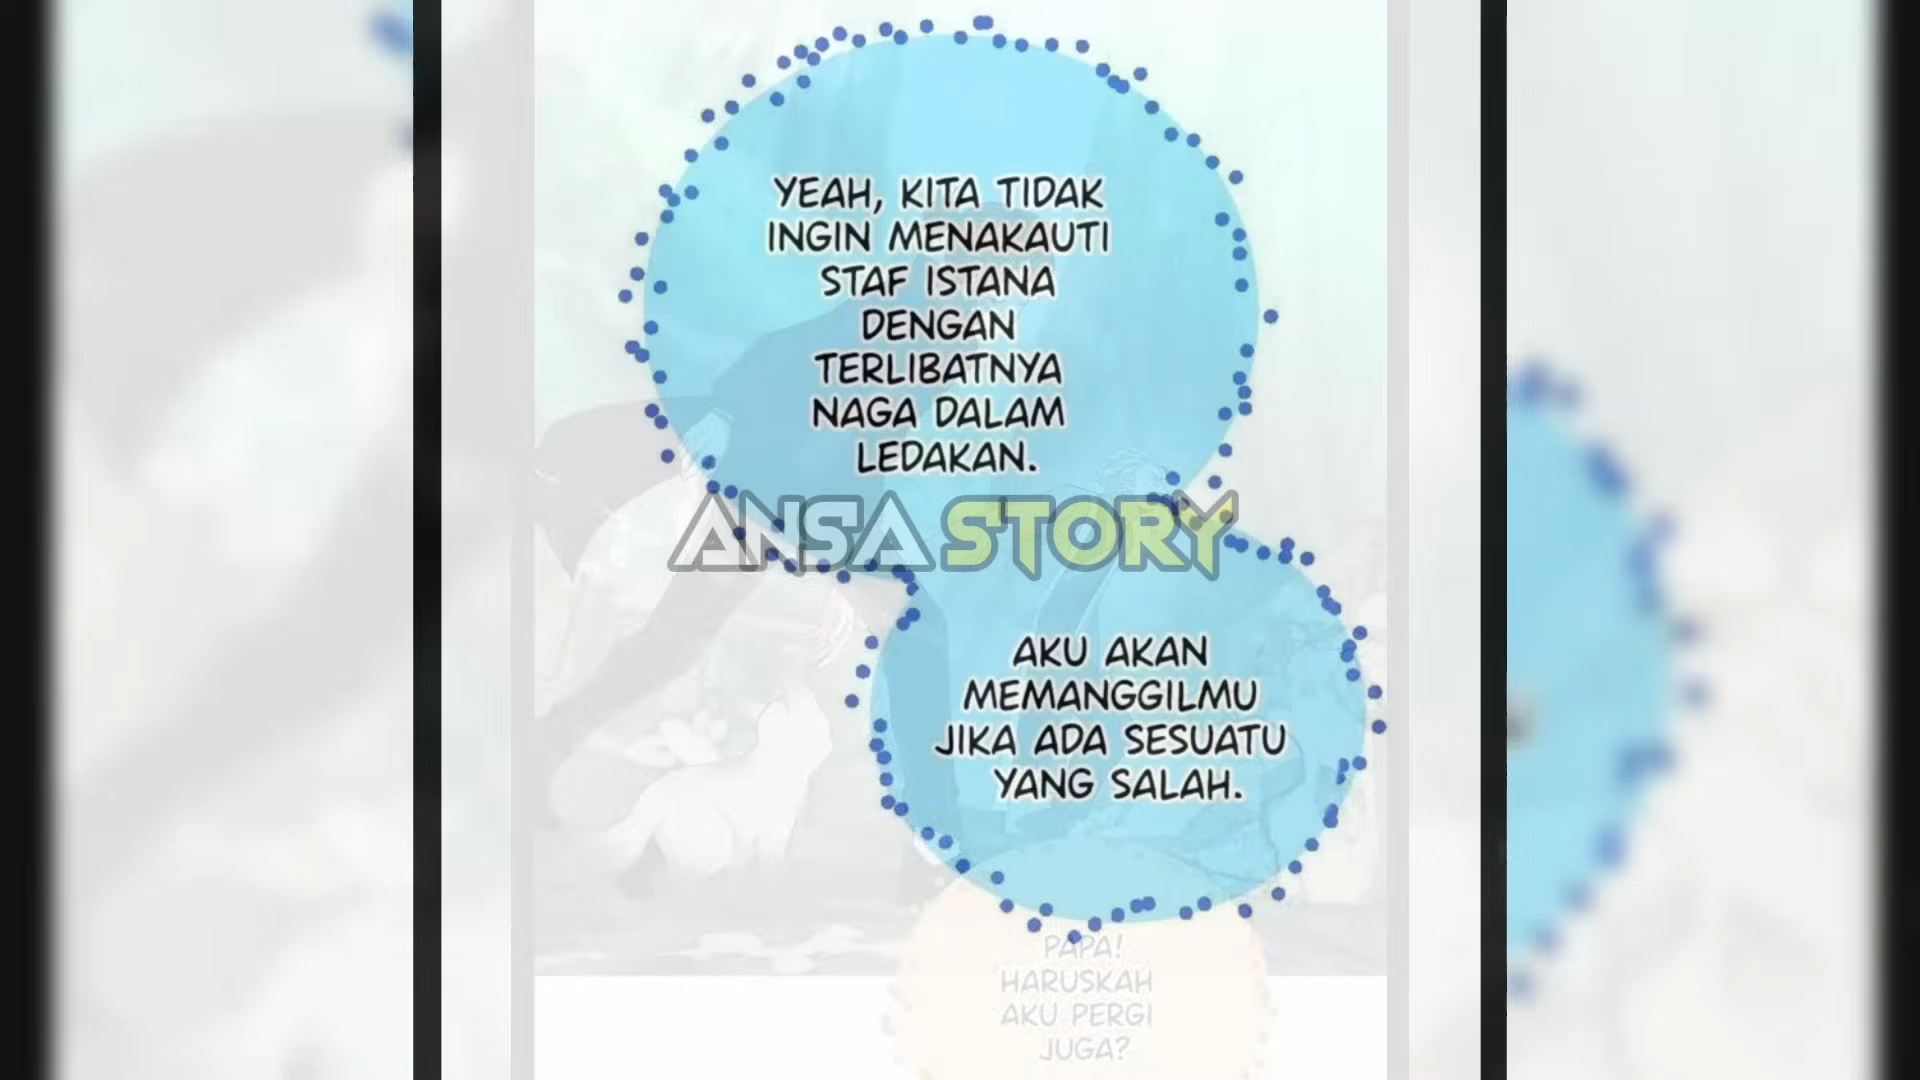 YEAH, KITA TIDAK
INGIN MENAKAUTI
STAF ISTANA
DENGAN
TERLIBATNYA
NAGA DALAM
LEDAKAN.
ANSA STORY
AKU AKAN
MEMANGGILMU
JIKA ADA SESUATU
YANG SALAH.
PAPA!
HARUSKAH
AKU PERGI
JUGA?